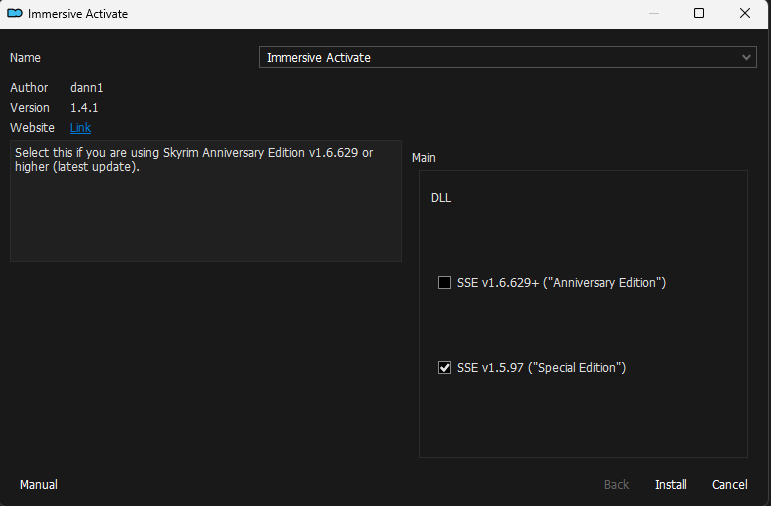 Immersive Activate
Name
Immersive Activate
Author dann1
Version 1.4.1
Website Link
Select this if you are using Skyrim Anniversary Edition v1.6.629 or
higher (latest update).
Main
DLL
SSE v1.6.629+ ("Anniversary Edition")
SSE v1.5.97 ("Special Edition")
Manual
Back
Install
Cancel